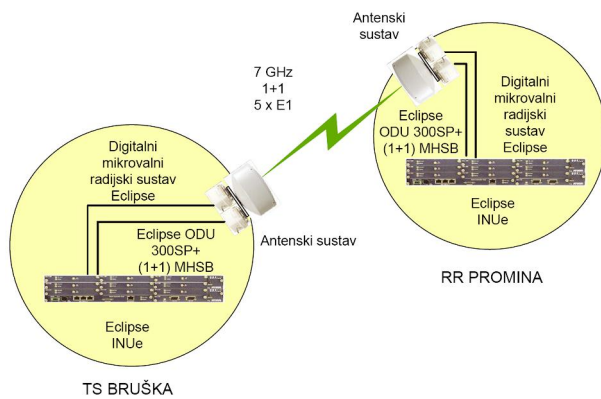 Antenski
sustav
7 GHz
1+1
5 x E1
Eclipse
ODU 300SP+
(1+1) MHSB
Digitalni
mikrovalni
radijski
sustav
Eclipse
Eclipse
INUe
RR PROMINA
Digitalni
mikrovalni
radijski sustav
Eclipse
Eclipse ODU
300SP+
(1+1) MHSB
Antenski sustav
Eclipse
INUe
TS BRUŠKA